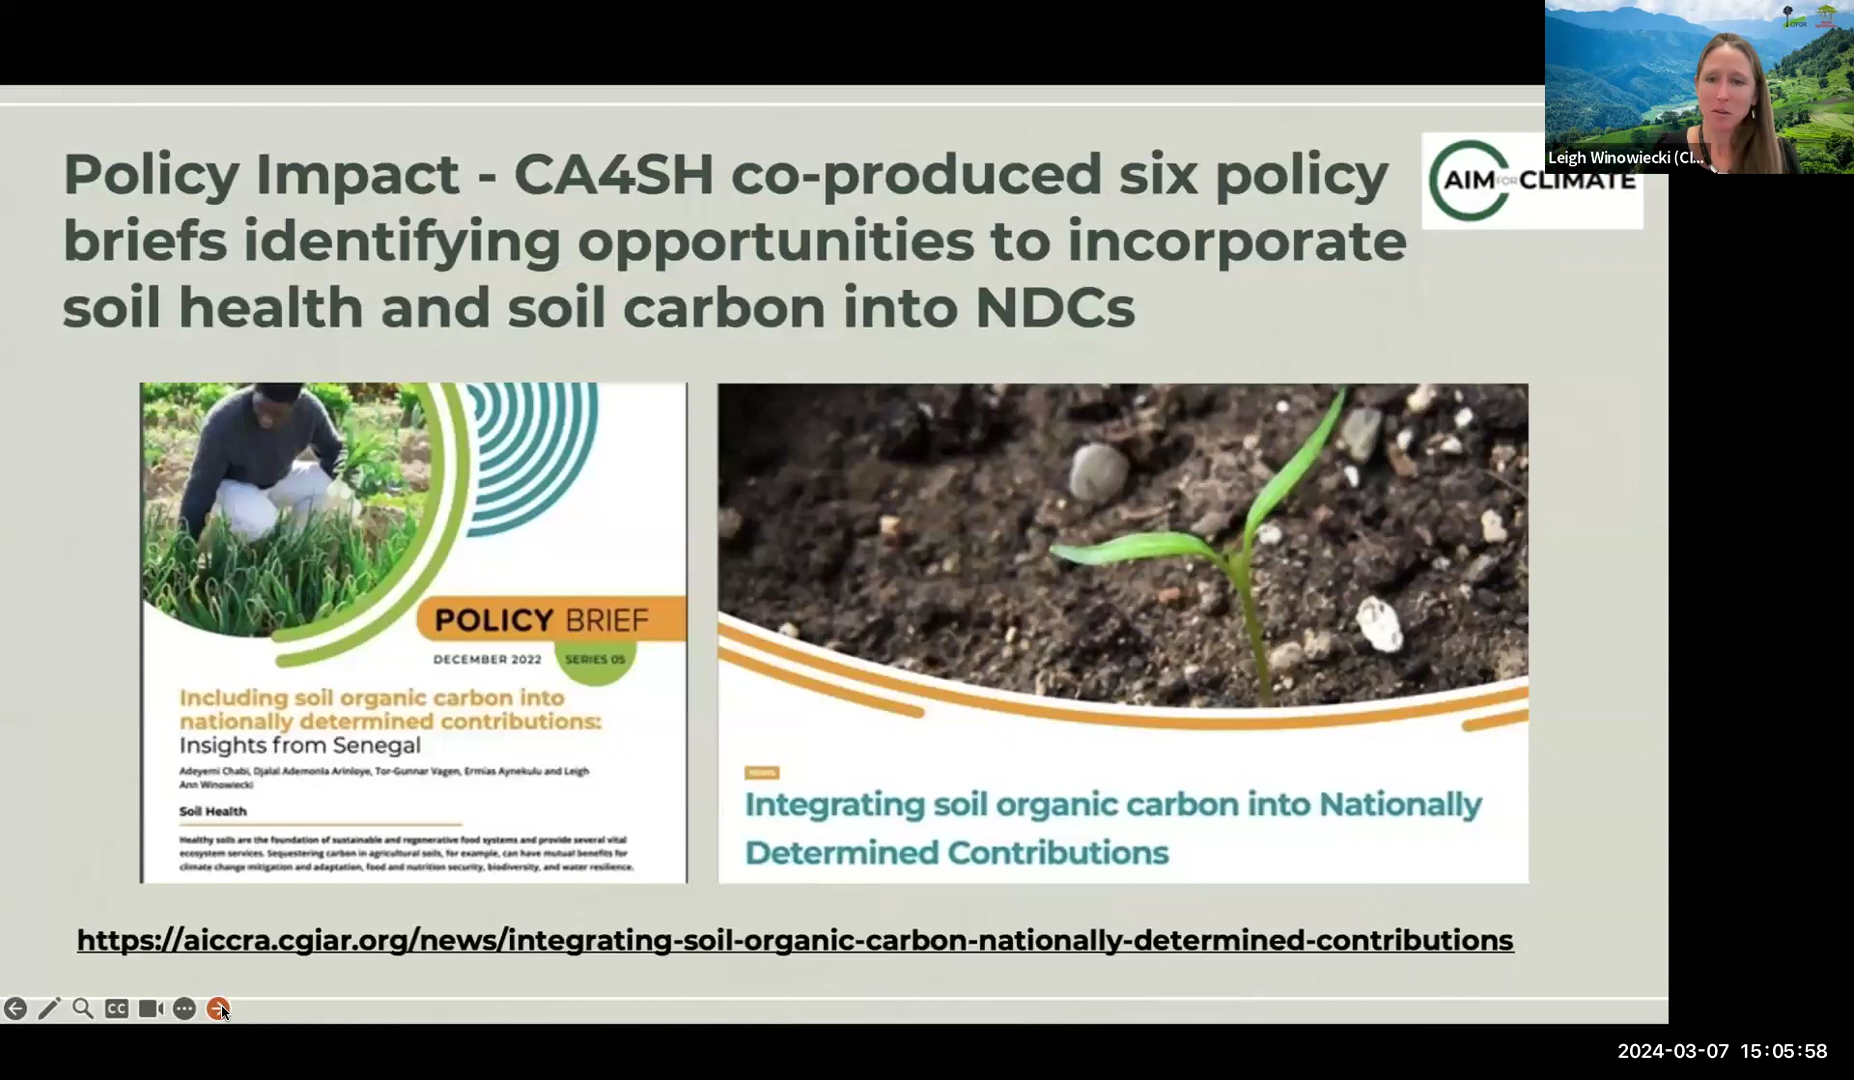 Policy Impact - CA4SH co-produced six policy
briefs identifying opportunities to incorporate
soil health and soil carbon into NDCs
AIM FOR CLIMATE
Leigh Winowiecki (CI...
POLICY BRIEF
DECEMBER 2022
SERIES 05
Including soil organic carbon into
nationally determined contributions:
Insights from Senegal
Adeyemi Chabi, Djalal Ademonla Arinloye, Tor-Gunnar Vagen, Ermias Aynekulu and Leigh
Ann Winowiecki
Soil Health
Healthy soils are the foundation of sustainable and regenerative food systems and provide several vital
ecosystem services. Sequestering carbon in agricultural soils, for example, can have mutual benefits for
climate change mitigation and adaptation, food and nutrition security, biodiversity, and water resilience.
NEWS
Integrating soil organic carbon into Nationally
Determined Contributions
https://aiccra.cgiar.org/news/integrating-soil-organic-carbon-nationally-determined-contributions
CC
2024-03-07 15:05:58